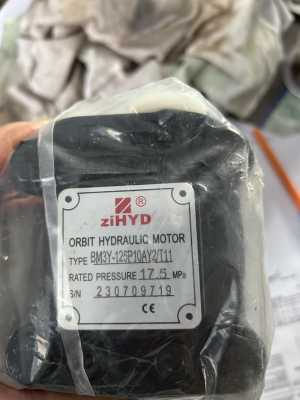 ziHYD
ORBIT HYDRAULIC MOTOR
TYPE BM3Y-125P10AY2/T11
RATED PRESSURE 17.5 MPa
S/N 230709719
CE